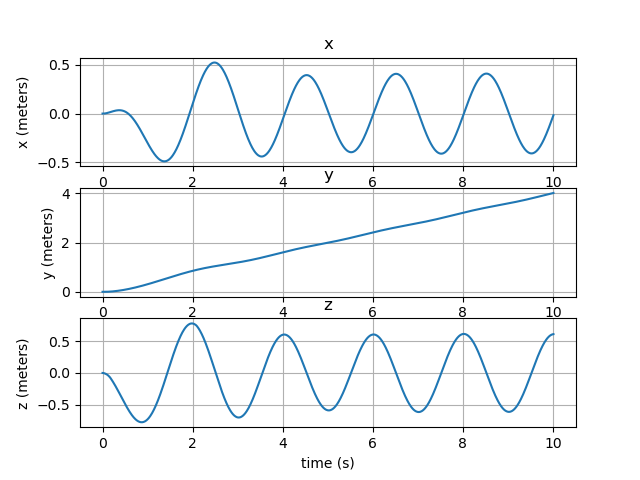 x
x (meters)
0.5
0.0
−0.5
0 2 4 6 8 10
y
y (meters)
4
2
0
0 2 4 6 8 10
z
z (meters)
0.5
0.0
−0.5
0 2 4 6 8 10
time (s)